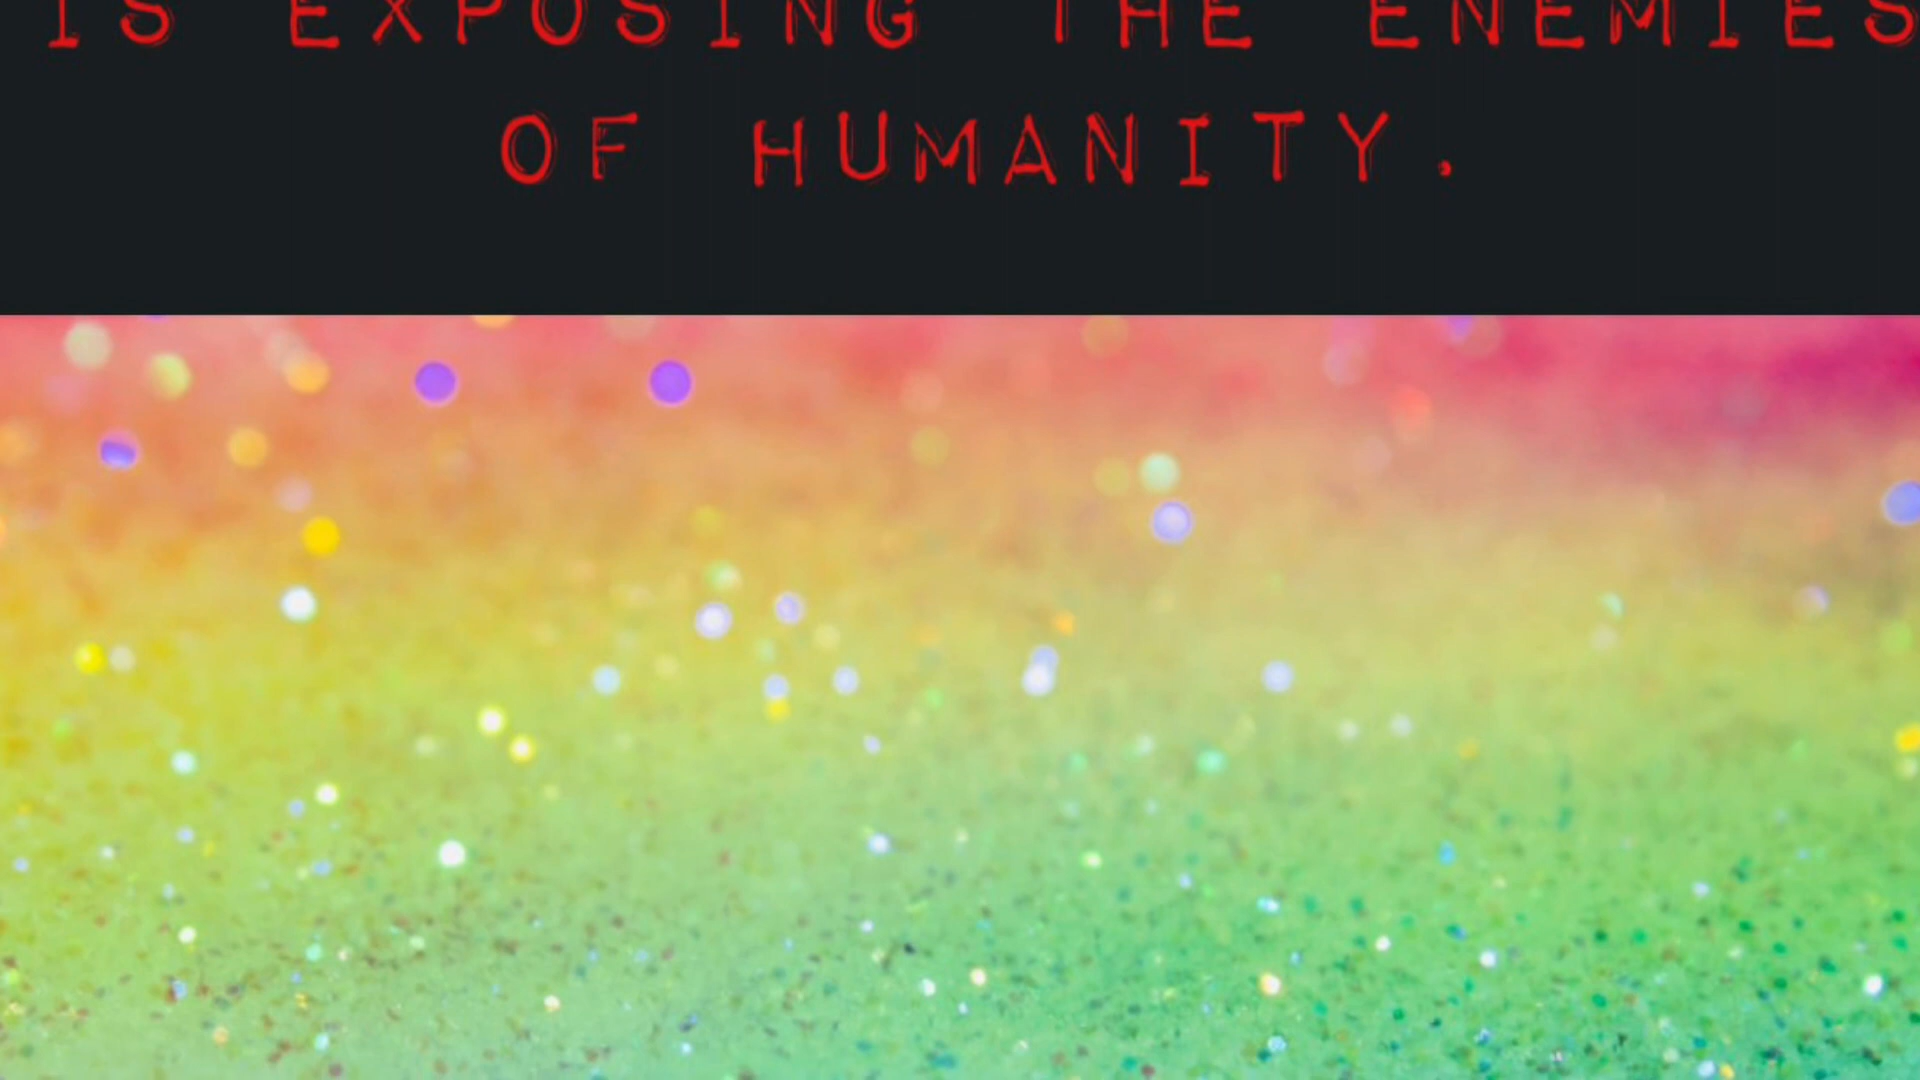 IS EXPOSING THE ENEMIES
OF HUMANITY.